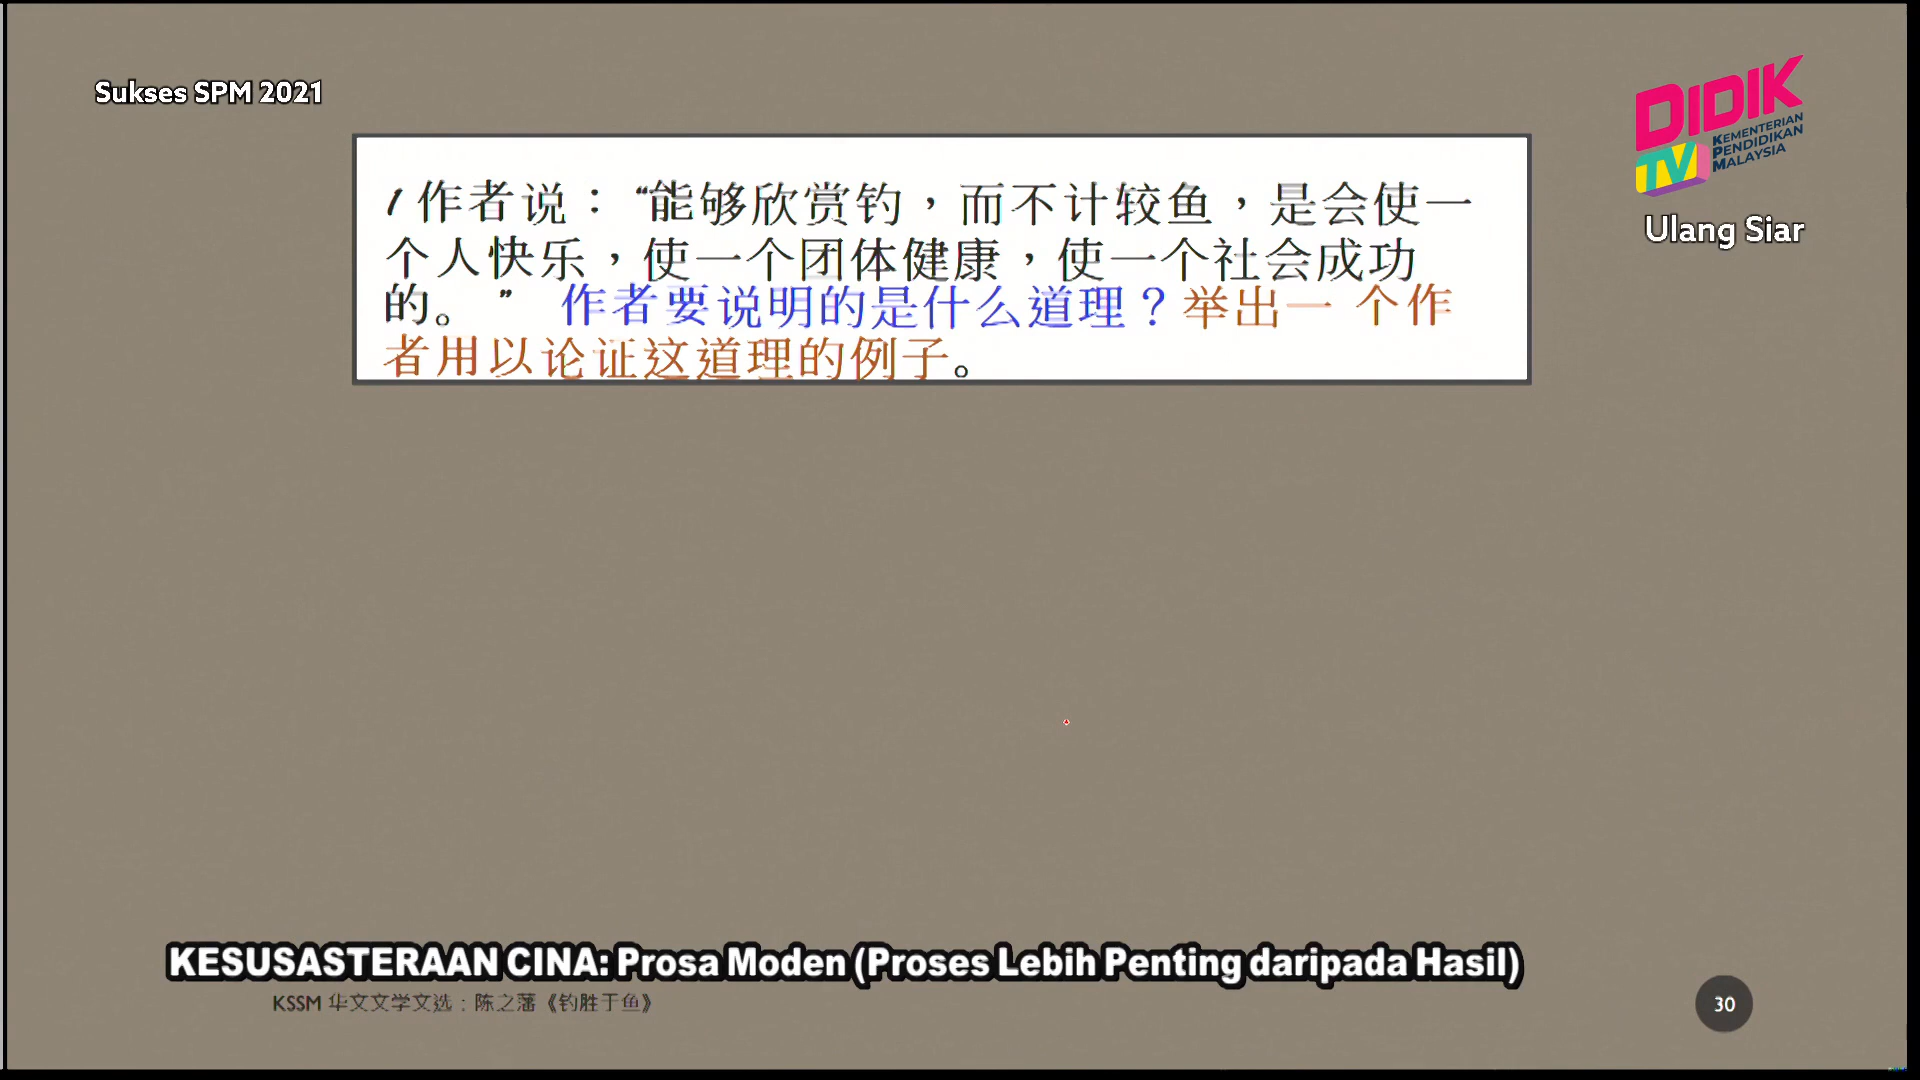 Sukses SPM 2021
DIDIK
TV
KEMENTERIAN
PENDIDIKAN
MALAYSIA
Ulang Siar
1 作者说：“能够欣赏钓，而不计较鱼，是会使一
个人快乐，使一个团体健康，使一个社会成功
的。 ” 作者要说明的是什么道理？举出一 个作
者用以论证这道理的例子。
KESUSASTERAAN CINA: Prosa Moden (Proses Lebih Penting daripada Hasil)
KSSM 华文文学文选：陈之藩《钓胜于鱼》
30